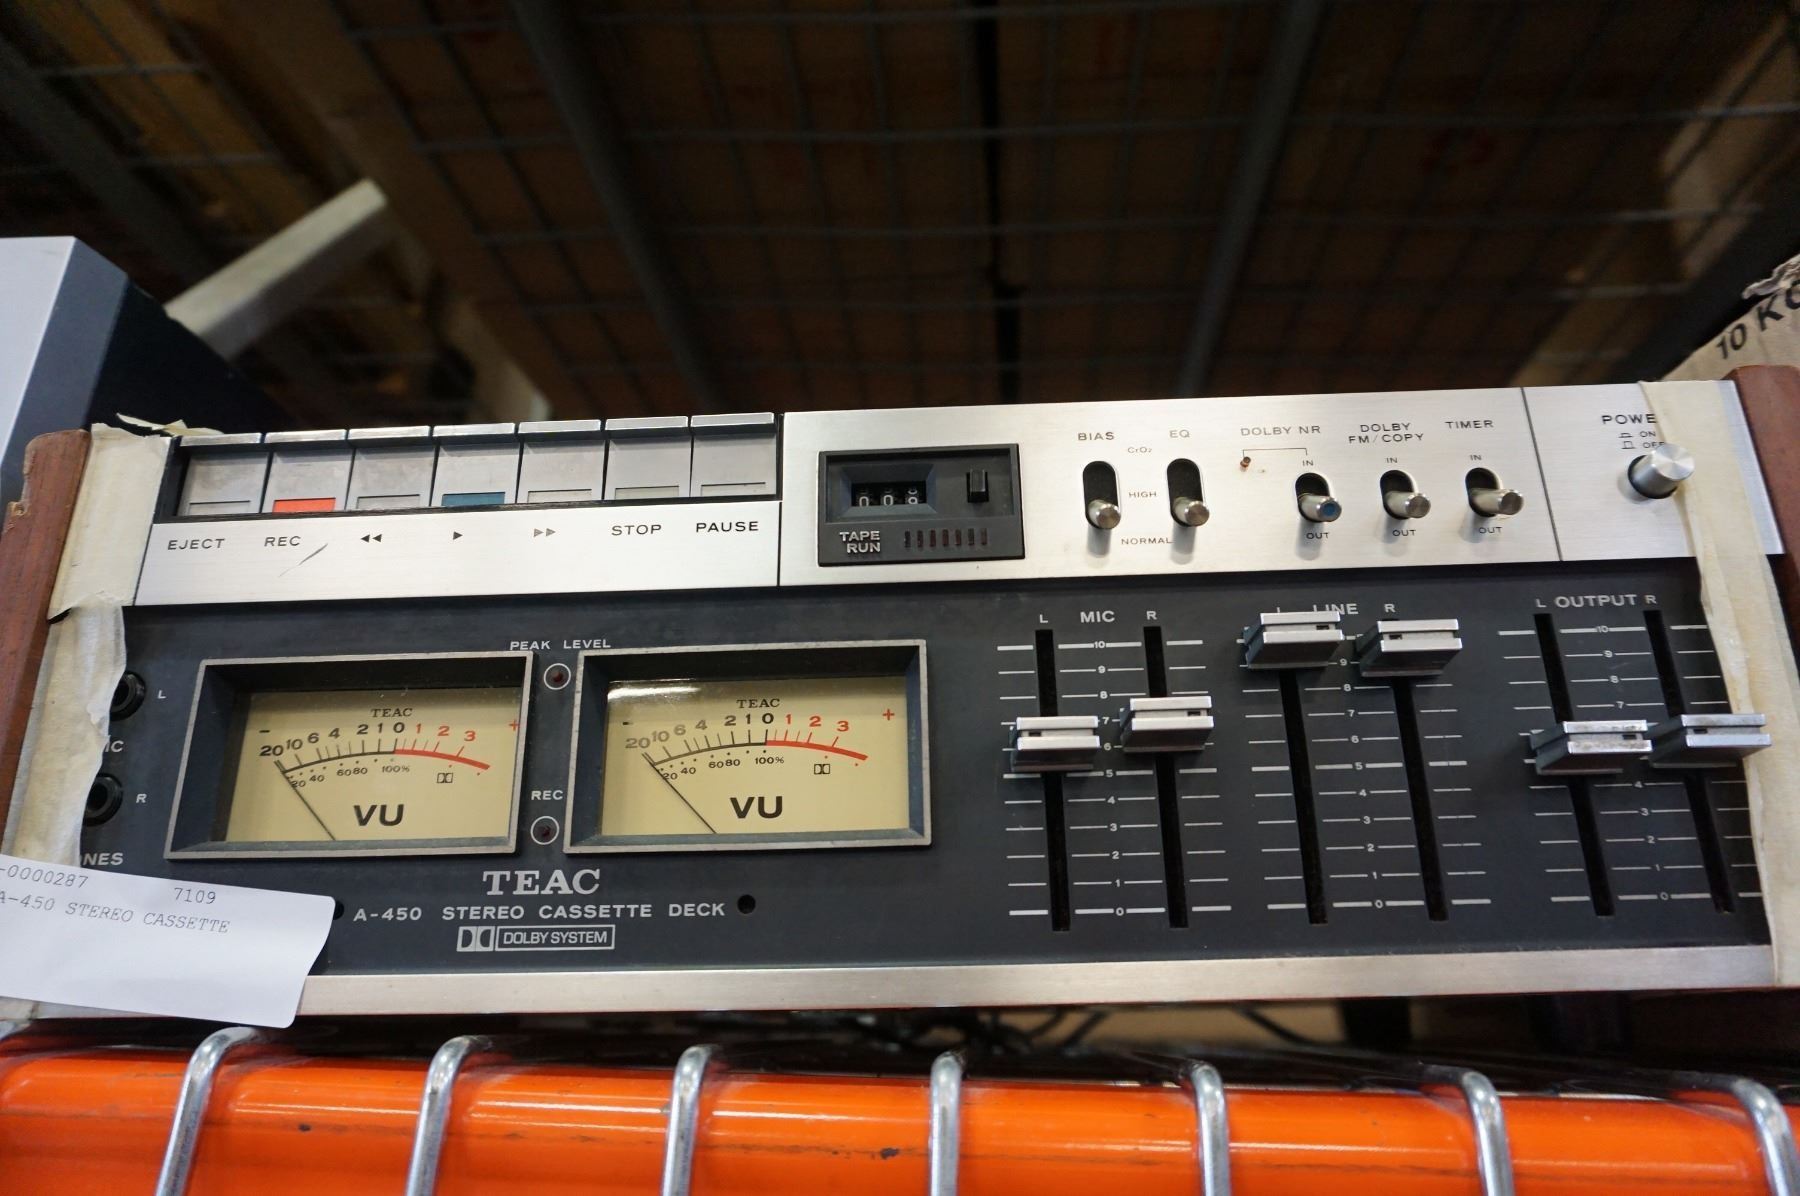 10 KG
EJECT REC ◀◀ ▶ ▶▶ STOP PAUSE
TAPE RUN
BIAS EQ
CrO₂
HIGH
NORMAL
DOLBY NR
IN
OUT
DOLBY FM/COPY
IN
OUT
TIMER
IN
OUT
POWE
ON
OFF
L
R
PEAK LEVEL
REC
TEAC
- 20 10 6 4 2 1 0 1 2 3 +
20 40 60 80 100%
VU
TEAC
- 20 10 6 4 2 1 0 1 2 3 +
20 40 60 80 100%
VU
L MIC R
10
9
8
7
6
5
4
3
2
1
0
LINE R
9
8
7
6
5
4
3
2
1
0
L OUTPUT R
10
9
8
7
4
3
2
1
0
TEAC
A-450 STEREO CASSETTE DECK
DOLBY SYSTEM
-0000287 7109
A-450 STEREO CASSETTE